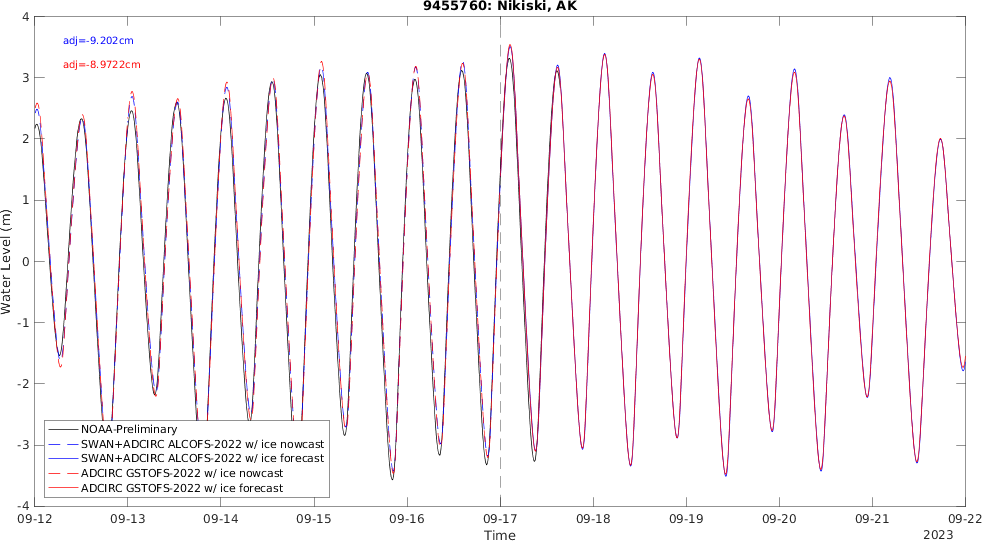 9455760: Nikiski, AK
adj=-9.202cm
adj=-8.9722cm
Water Level (m)
4
3
2
1
0
-1
-2
-3
-4
NOAA-Preliminary
SWAN+ADCIRC ALCOFS-2022 w/ ice nowcast
SWAN+ADCIRC ALCOFS-2022 w/ ice forecast
ADCIRC GSTOFS-2022 w/ ice nowcast
ADCIRC GSTOFS-2022 w/ ice forecast
09-12 09-13 09-14 09-15 09-16 09-17 09-18 09-19 09-20 09-21 09-22
Time
2023